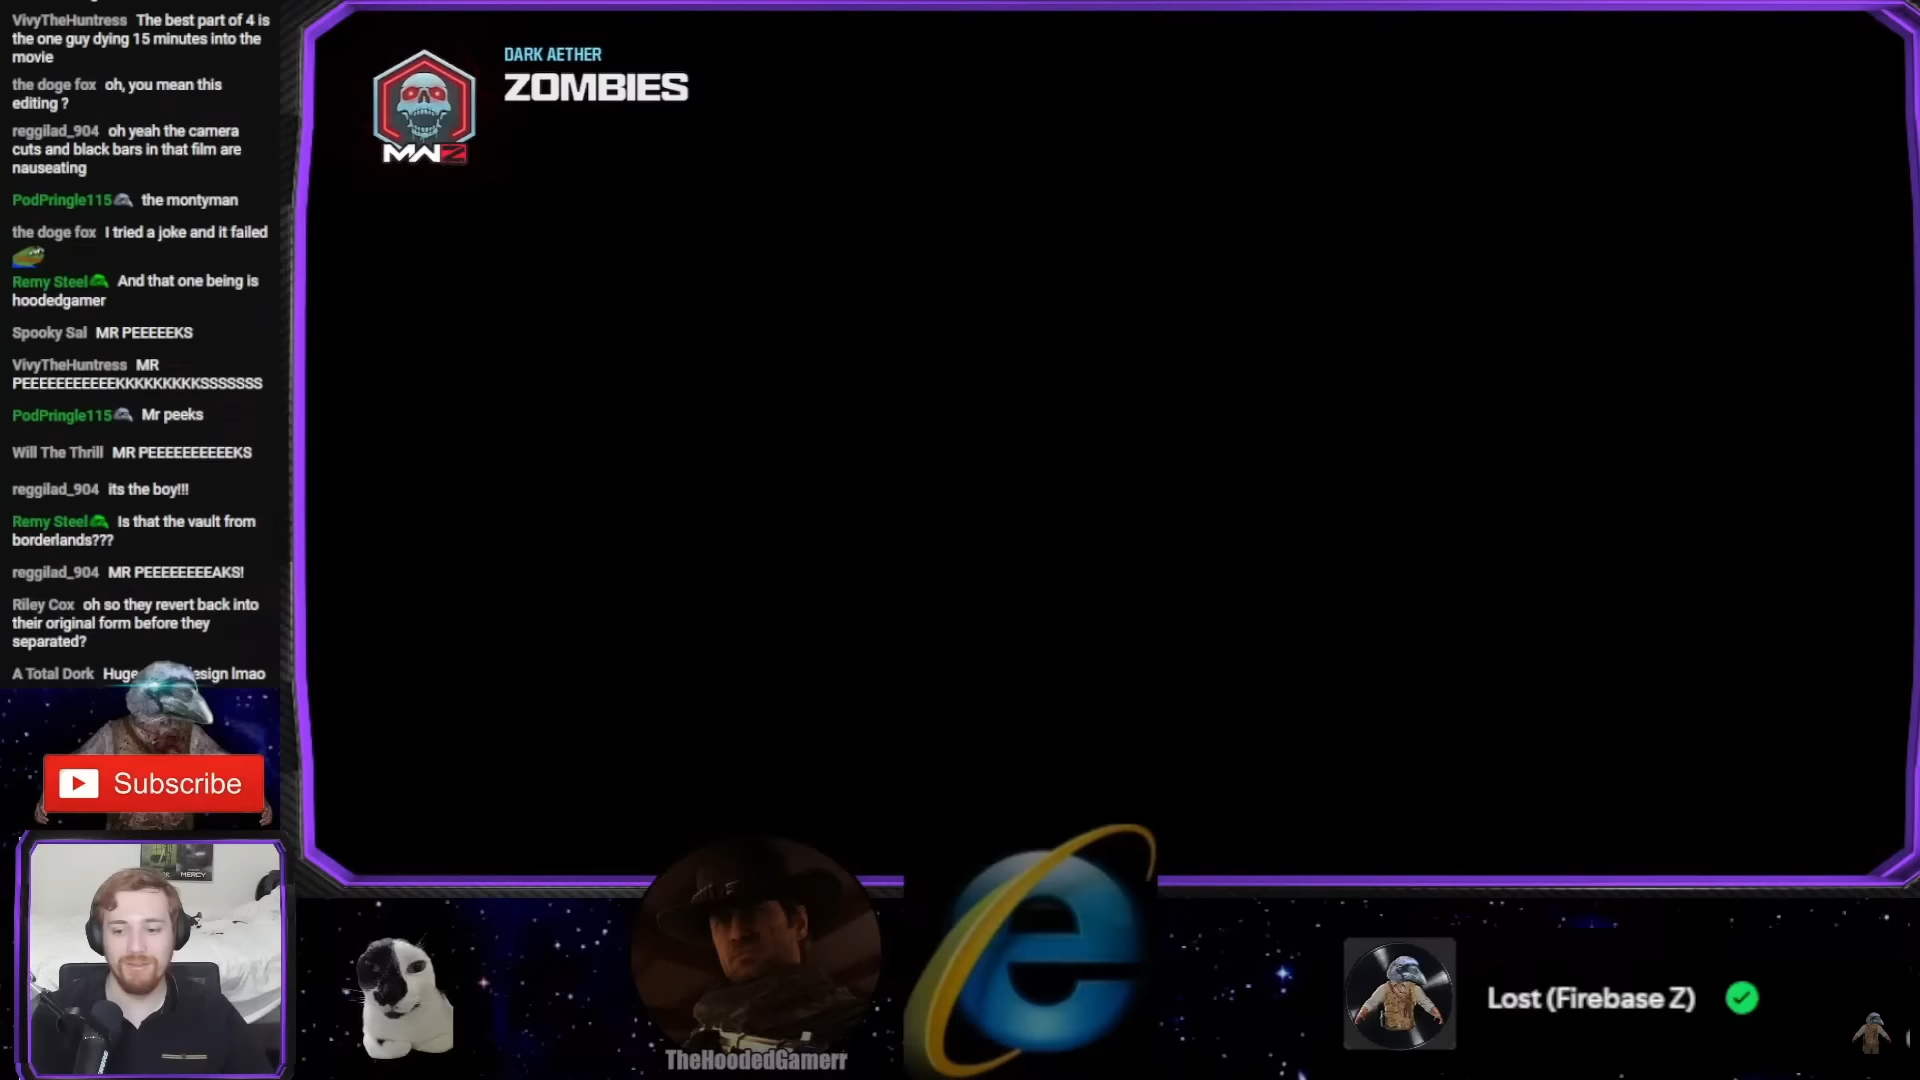 VivyTheHuntress The best part of 4 is
the one guy dying 15 minutes into the
movie
the doge fox oh, you mean this
editing ?
reggilad_904 oh yeah the camera
cuts and black bars in that film are
nauseating
PodPringle115 the montyman
the doge fox I tried a joke and it failed
Remy Steel And that one being is
hoodedgamer
Spooky Sal MR PEEEEEKS
VivyTheHuntress MR
PEEEEEEEEEEEKKKKKKKKKSSSSSSS
PodPringle115 Mr peeks
Will The Thrill MR PEEEEEEEEEEKS
reggilad_904 its the boy!!!
Remy Steel Is that the vault from
borderlands???
reggilad_904 MR PEEEEEEEEAKS!
Riley Cox oh so they revert back into
their original form before they
separated?
A Total Dork Huge lmao
Subscribe
MERCY
DARK AETHER
ZOMBIES
MWZ
TheHoodedGamerr
Lost (Firebase Z)